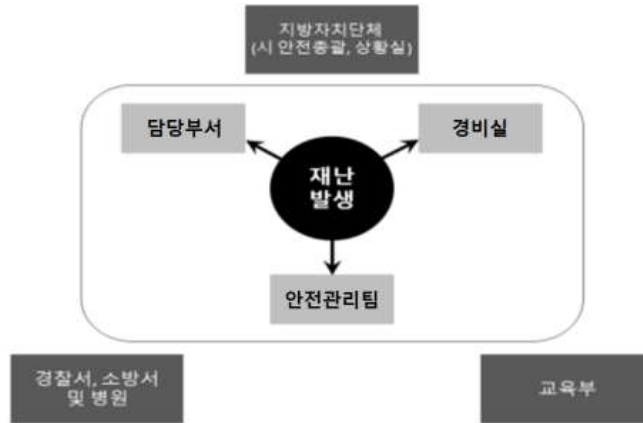 지방자치단체
(시 안전총괄, 상황실)
담당부서
경비실
재난
발생
안전관리팀
경찰서, 소방서
및 병원
교육부